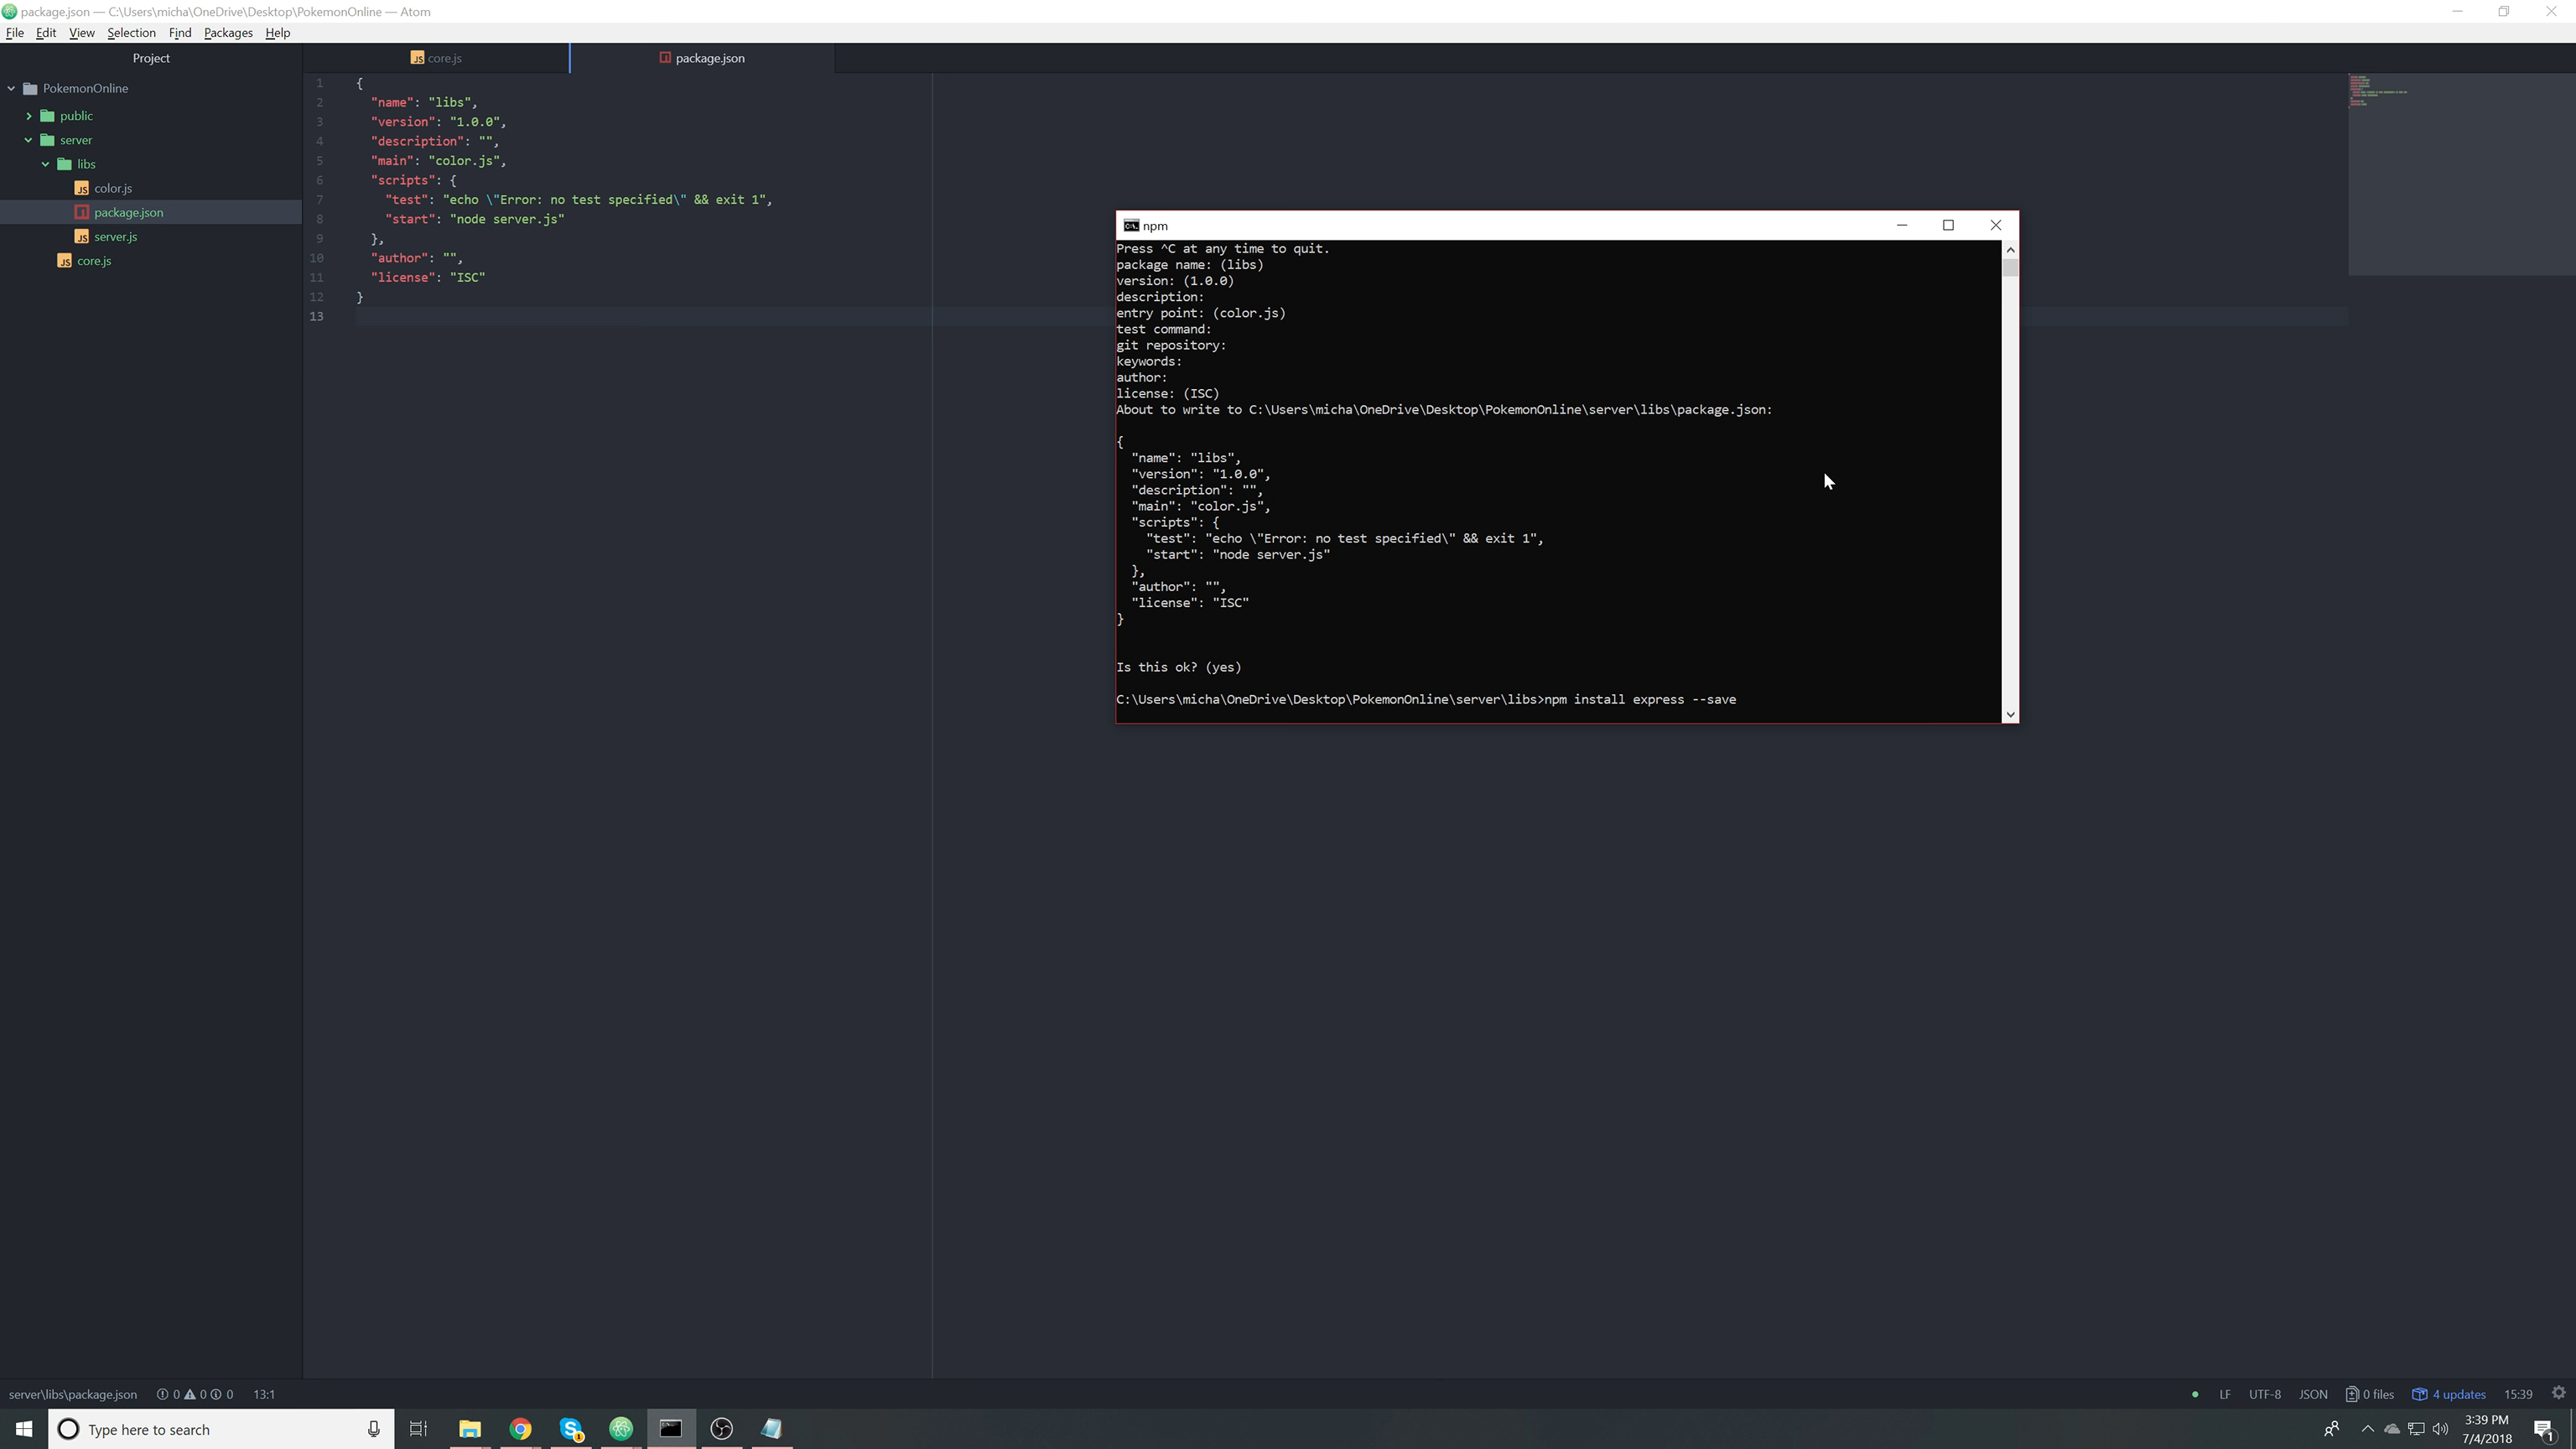 package.json — C:\Users\micha\OneDrive\Desktop\PokemonOnline — Atom
File Edit View Selection Find Packages Help
Project
PokemonOnline
public
server
libs
JS color.js
package.json
JS server.js
JS core.js
JS core.js
package.json
1 {
2 "name": "libs",
3 "version": "1.0.0",
4 "description": "",
5 "main": "color.js",
6 "scripts": {
7 "test": "echo \"Error: no test specified\" && exit 1",
8 "start": "node server.js"
9 },
10 "author": "",
11 "license": "ISC"
12 }
13
C:\. npm
Press ^C at any time to quit.
package name: (libs)
version: (1.0.0)
description:
entry point: (color.js)
test command:
git repository:
keywords:
author:
license: (ISC)
About to write to C:\Users\micha\OneDrive\Desktop\PokemonOnline\server\libs\package.json:
{
"name": "libs",
"version": "1.0.0",
"description": "",
"main": "color.js",
"scripts": {
"test": "echo \"Error: no test specified\" && exit 1",
"start": "node server.js"
},
"author": "",
"license": "ISC"
}
Is this ok? (yes)
C:\Users\micha\OneDrive\Desktop\PokemonOnline\server\libs>npm install express --save
server\libs\package.json 0 0 0 13:1
LF UTF-8 JSON 0 files 4 updates 15:39
Type here to search
S 1
3:39 PM
7/4/2018
1